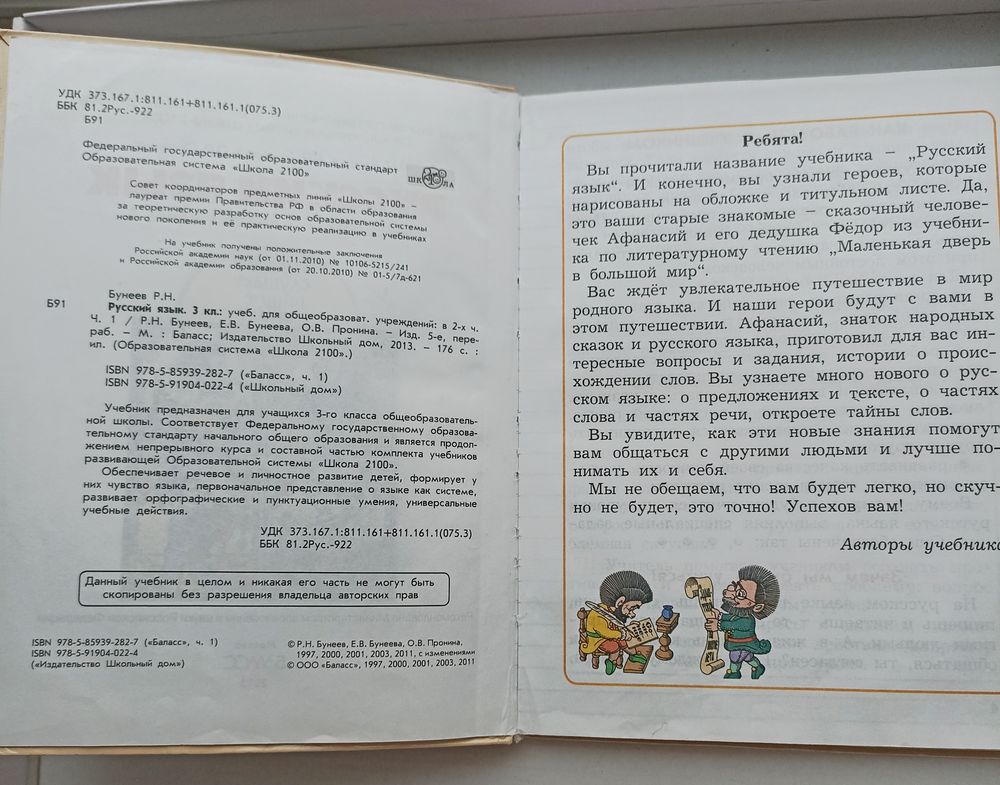 УДК 373.167.1:811.161+811.161.1(075.3)
ББК 81.2Рус.-922
Б91
Федеральный государственный образовательный стандарт
Образовательная система «Школа 2100»
ШКОЛА
Совет координаторов предметных линий «Школы 2100» –
лауреат премии Правительства РФ в области образования
за теоретическую разработку основ образовательной системы
нового поколения и её практическую реализацию в учебниках
На учебник получены положительные заключения
Российской академии наук (от 01.11.2010) № 10106-5215/241
и Российской академии образования (от 20.10.2010) № 01-5/7д-621
Бунеев Р.Н.
Б91 Русский язык. 3 кл.: учеб. для общеобразоват. учреждений: в 2-х ч.
Ч. 1 / Р.Н. Бунеев, Е.В. Бунеева, О.В. Пронина. – Изд. 5-е, пере-
раб. – М. : Баласс; Издательство Школьный дом, 2013. – 176 с. :
ил. (Образовательная система «Школа 2100».)
ISBN 978-5-85939-282-7 («Баласс», ч. 1)
ISBN 978-5-91904-022-4 («Школьный дом»)
Учебник предназначен для учащихся 3-го класса общеобразователь-
ной школы. Соответствует Федеральному государственному образова-
тельному стандарту начального общего образования и является продол-
жением непрерывного курса и составной частью комплекта учебников
развивающей Образовательной системы «Школа 2100».
Обеспечивает речевое и личностное развитие детей, формирует у
них чувство языка, первоначальное представление о языке как системе,
развивает орфографические и пунктуационные умения, универсальные
учебные действия.
УДК 373.167.1:811.161+811.161.1(075.3)
ББК 81.2Рус.-922
Данный учебник в целом и никакая его часть не могут быть
скопированы без разрешения владельца авторских прав
ISBN 978-5-85939-282-7 («Баласс», ч. 1)
ISBN 978-5-91904-022-4
(«Издательство Школьный дом»)
© Р.Н. Бунеев, Е.В. Бунеева, О.В. Пронина,
1997, 2000, 2001, 2003, 2011, с изменениями
© ООО «Баласс», 1997, 2000, 2001, 2003, 2011
Ребята!
Вы прочитали название учебника – „Русский
язык“. И конечно, вы узнали героев, которые
нарисованы на обложке и титульном листе. Да,
это ваши старые знакомые – сказочный челове-
чек Афанасий и его дедушка Фёдор из учебни-
ка по литературному чтению „Маленькая дверь
в большой мир“.
Вас ждёт увлекательное путешествие в мир
родного языка. И наши герои будут с вами в
этом путешествии. Афанасий, знаток народных
сказок и русского языка, приготовил для вас ин-
тересные вопросы и задания, истории о проис-
хождении слов. Вы узнаете много нового о рус-
ском языке: о предложениях и тексте, о частях
слова и частях речи, откроете тайны слов.
Вы увидите, как эти новые знания помогут
вам общаться с другими людьми и лучше по-
нимать их и себя.
Мы не обещаем, что вам будет легко, но скуч-
но не будет, это точно! Успехов вам!
Авторы учебника